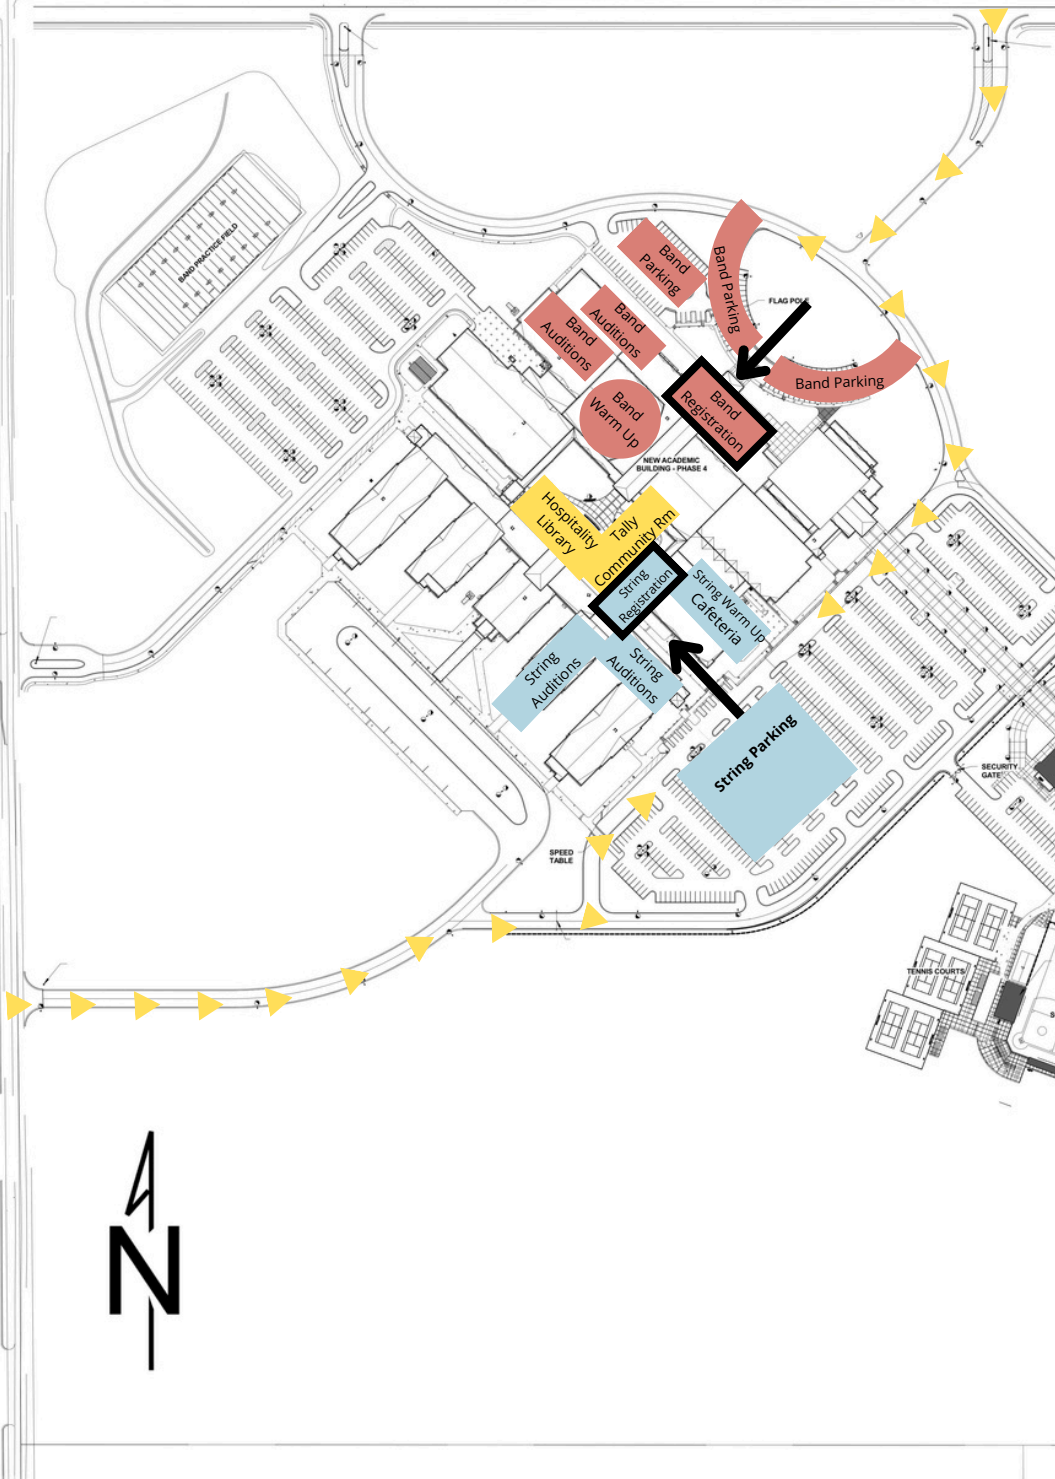 BAND PRACTICE FIELD
Band
Parking
Band Parking
FLAG POLE
Band
Auditions
Band
Auditions
Band Parking
Band
Warm Up
Band
Registration
NEW ACADEMIC
BUILDING - PHASE 4
Hospitality
Library
Tally
Community Rm
String
Registration
String Warm Up
Cafeteria
String
Auditions
String
Auditions
String Parking
SECURITY
GATE
SPEED
TABLE
TENNIS COURTS
S
N